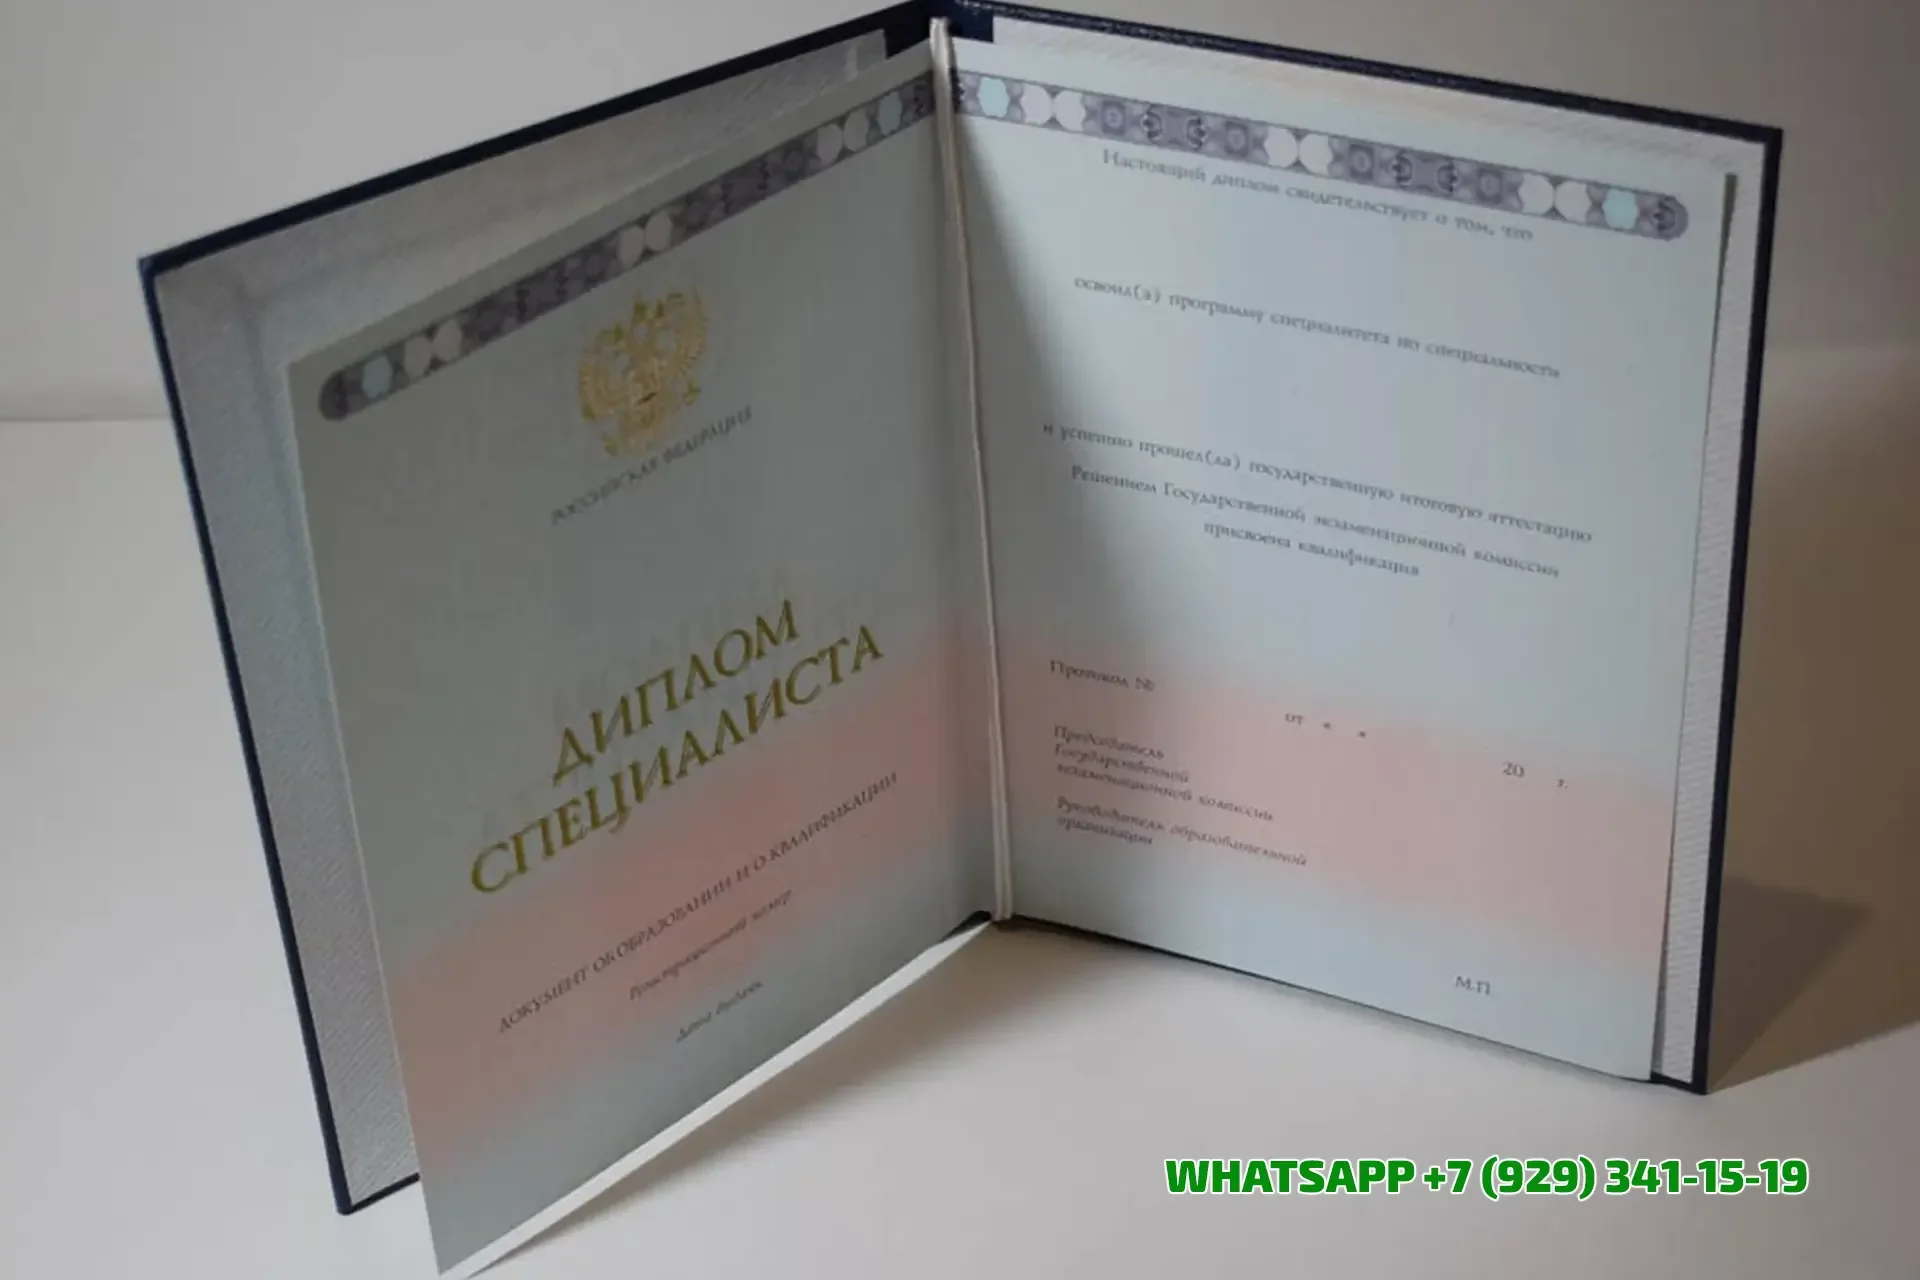 РОССИЙСКАЯ ФЕДЕРАЦИЯ
ДИПЛОМ
СПЕЦИАЛИСТА
ДОКУМЕНТ ОБ ОБРАЗОВАНИИ И О КВАЛИФИКАЦИИ
Регистрационный номер
Дата выдачи
Настоящий диплом свидетельствует о том, что
освоил(а) программу специалитета по специальности
и успешно прошел(ла) государственную итоговую аттестацию
Решением Государственной экзаменационной комиссии
присвоена квалификация
Протокол №
от « » 20 г.
Председатель
Государственной
экзаменационной комиссии
Руководитель образовательной
организации
М.П.
WHATSAPP +7 (929) 341-15-19